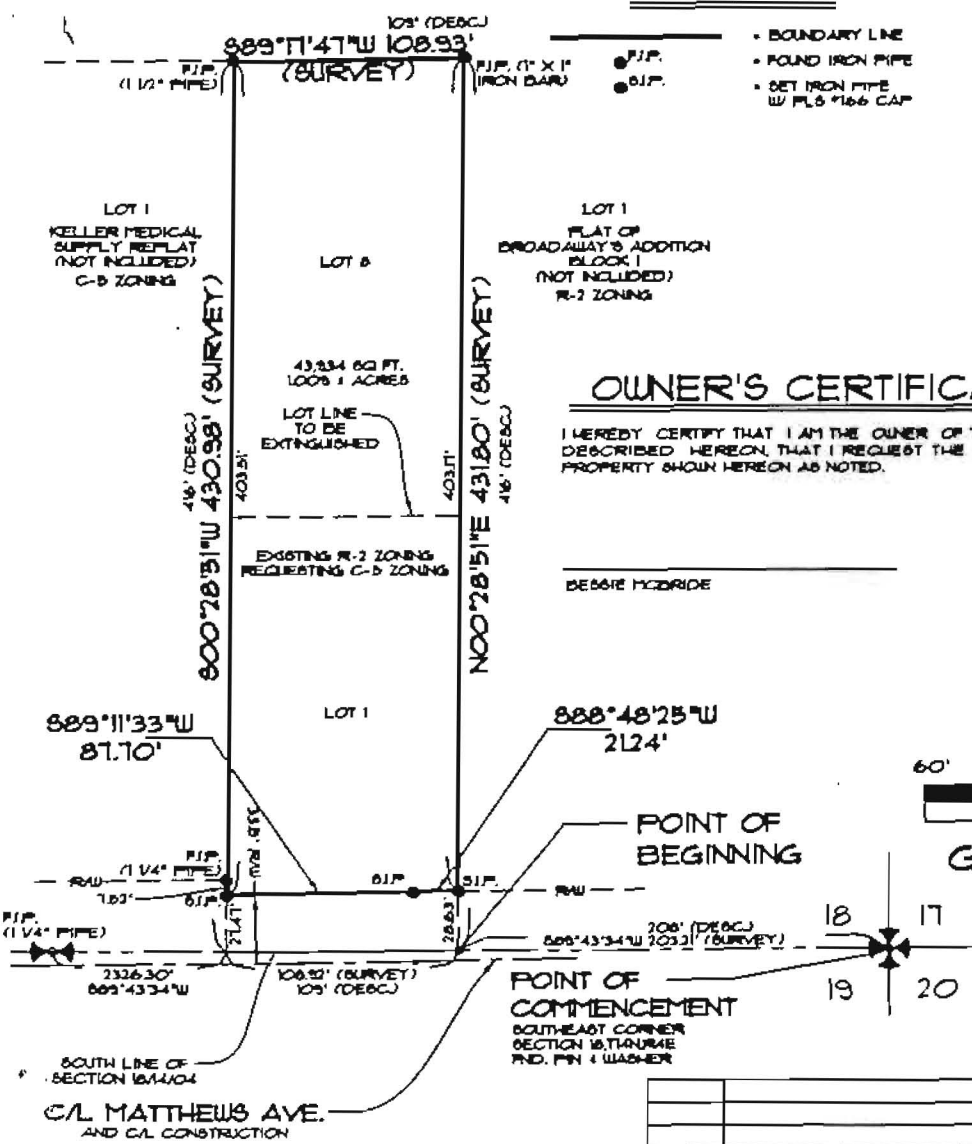 109' (DESC.)
S89°17'47"W 108.93'
(SURVEY)
F.I.P.
(1 1/2" PIPE)
F.I.P. (1" X 1"
IRON BAR)
• BOUNDARY LINE
F.I.P.
• FOUND IRON PIPE
S.I.P.
• SET IRON PIPE
W/ PLS #1166 CAP
LOT 1
KELLER MEDICAL
SUPPLY REPLAT
(NOT INCLUDED)
C-5 ZONING
LOT 8
LOT 1
PLAT OF
BROADAWAY'S ADDITION
BLOCK 1
(NOT INCLUDED)
R-2 ZONING
S00°28'31"W 430.98' (SURVEY)
416' (DESC.)
403.51'
43,934 SQ FT.
1.009 ± ACRES
LOT LINE
TO BE
EXTINGUISHED
403.17'
416' (DESC.)
N00°28'51"E 431.80' (SURVEY)
EXISTING R-2 ZONING
REQUESTING C-5 ZONING
OWNER'S CERTIFICA
I HEREBY CERTIFY THAT I AM THE OWNER OF T
DESCRIBED HEREON, THAT I REQUEST THE
PROPERTY SHOWN HEREON AS NOTED.
BESSIE MCBRIDE
LOT 1
S89°11'33"W
87.70'
S88°48'25"W
21.24'
60'
G
POINT OF
BEGINNING
F.I.P.
(1 1/4" PIPE)
R/W
7.83'
S.I.P.
27.47'
R/W
S.I.P.
S.I.P.
28.63'
R/W
F.I.P.
(1 1/4" PIPE)
2326.30'
S89°43'34"W
108.92' (SURVEY)
109' (DESC.)
208' (DESC.)
S88°43'34"W 203.21' (SURVEY)
18 17
19 20
POINT OF
COMMENCEMENT
SOUTHEAST CORNER
SECTION 18,T14N,R4E
FND. PIN & WASHER
SOUTH LINE OF
SECTION 18/14/04
C/L MATTHEWS AVE.
AND C/L CONSTRUCTION